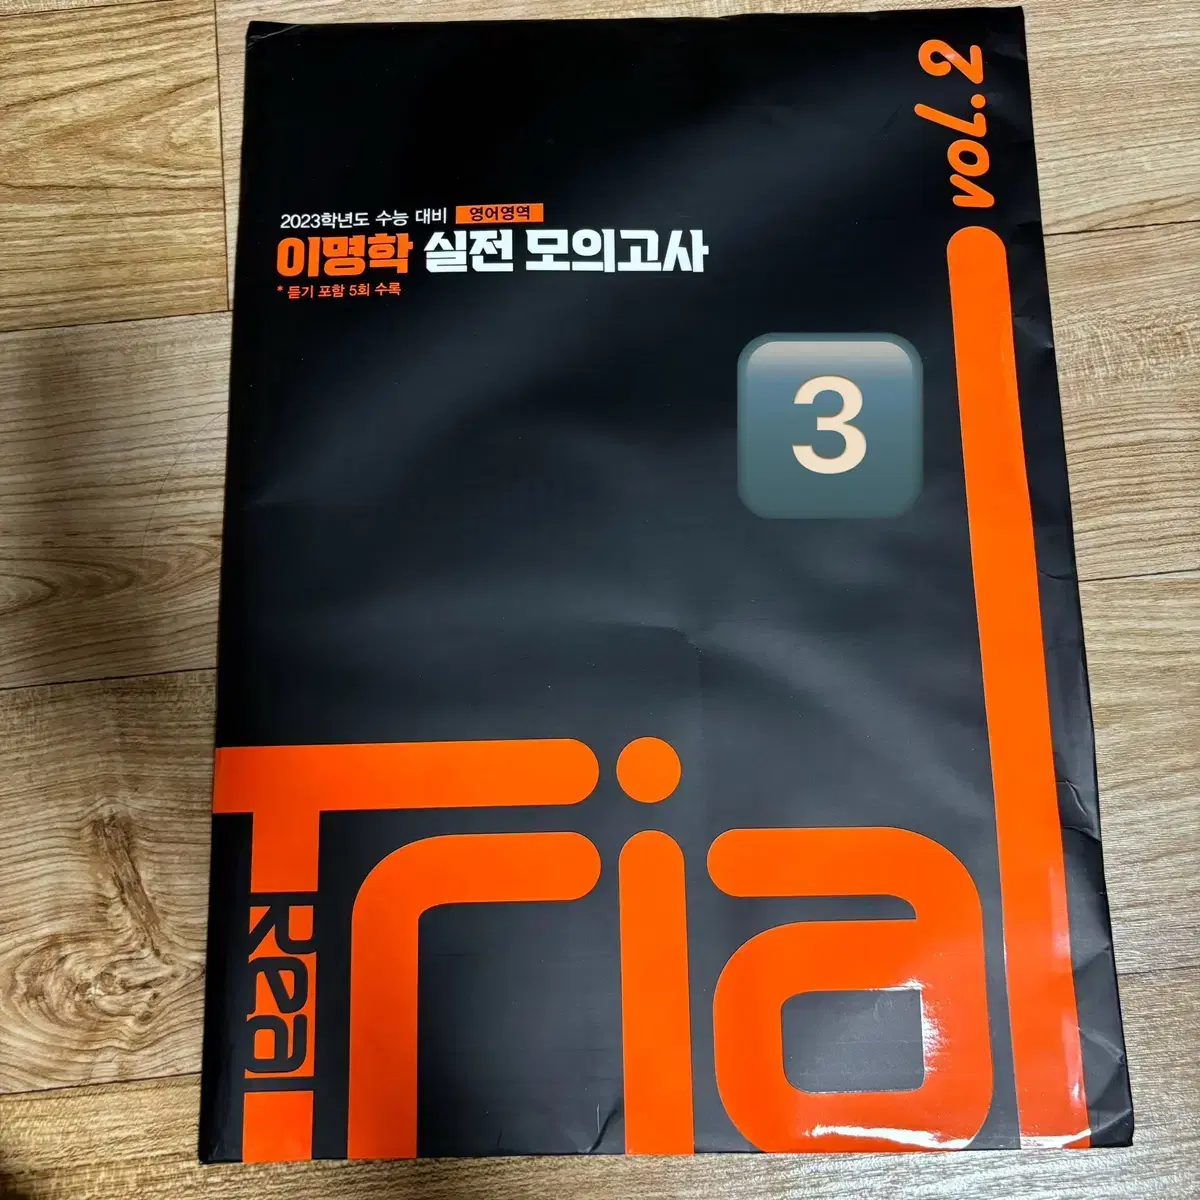 vol.2
2023학년도 수능 대비 영어영역
이명학 실전 모의고사
* 듣기 포함 5회 수록
3
Trial
Real